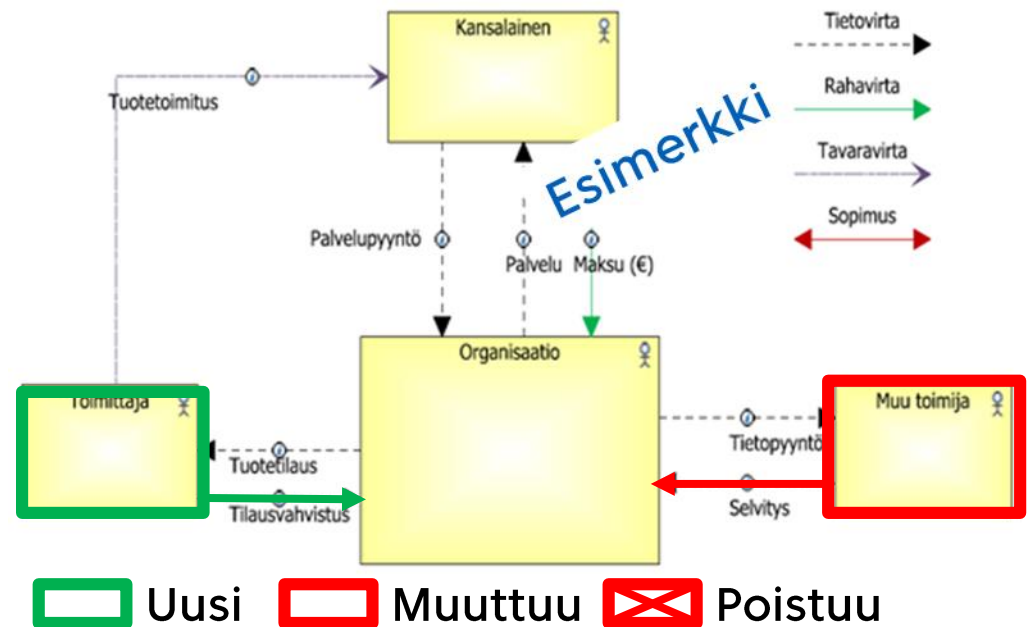 Kansalainen
Tietovirta
Rahavirta
Tavaravirta
Sopimus
Esimerkki
Tuotetoimitus
Palvelupyyntö
Palvelu
Maksu (€)
Organisaatio
Toimittaja
Muu toimija
Tuotetilaus
Tilausvahvistus
Tietopyyntö
Selvitys
Uusi
Muuttuu
Poistuu